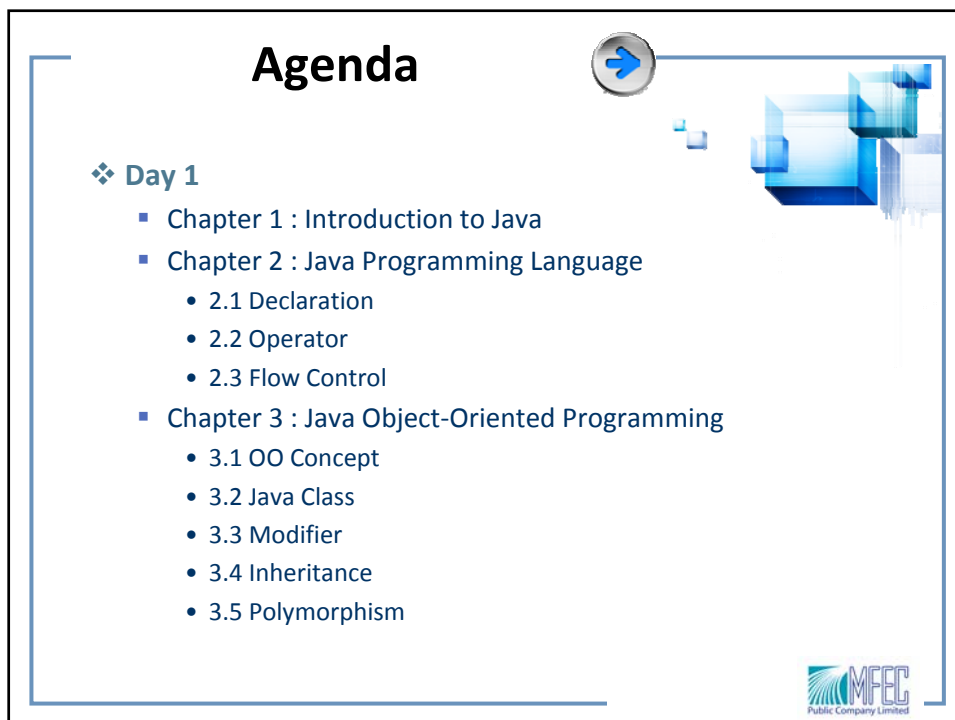 Agenda
❖ Day 1
▪ Chapter 1 : Introduction to Java
▪ Chapter 2 : Java Programming Language
• 2.1 Declaration
• 2.2 Operator
• 2.3 Flow Control
▪ Chapter 3 : Java Object-Oriented Programming
• 3.1 OO Concept
• 3.2 Java Class
• 3.3 Modifier
• 3.4 Inheritance
• 3.5 Polymorphism
MFEC
Public Company Limited